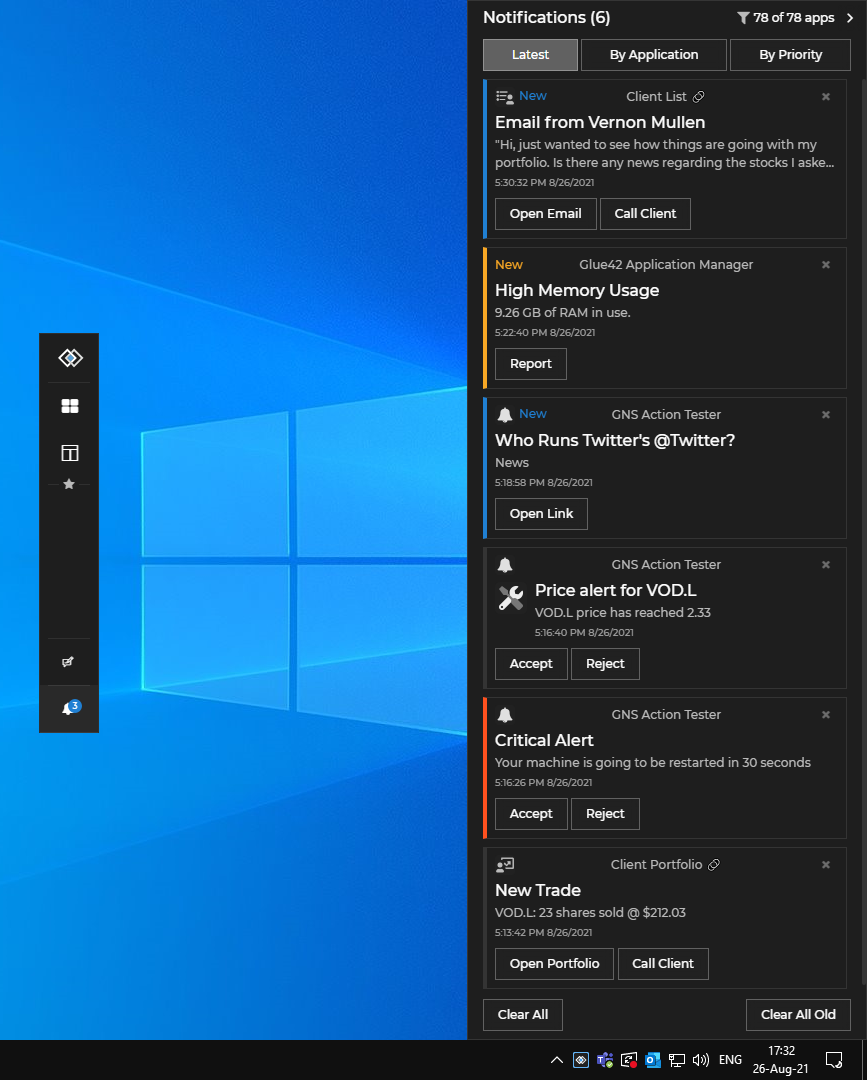 Notifications (6)
78 of 78 apps
Latest
By Application
By Priority
New
Client List
Email from Vernon Mullen
"Hi, just wanted to see how things are going with my
portfolio. Is there any news regarding the stocks I aske...
5:30:32 PM 8/26/2021
Open Email
Call Client
New
Glue42 Application Manager
High Memory Usage
9.26 GB of RAM in use.
5:22:40 PM 8/26/2021
Report
New
GNS Action Tester
Who Runs Twitter's @Twitter?
News
5:18:58 PM 8/26/2021
Open Link
GNS Action Tester
Price alert for VOD.L
VOD.L price has reached 2.33
5:16:40 PM 8/26/2021
Accept
Reject
GNS Action Tester
Critical Alert
Your machine is going to be restarted in 30 seconds
5:16:26 PM 8/26/2021
Accept
Reject
Client Portfolio
New Trade
VOD.L: 23 shares sold @ $212.03
5:13:42 PM 8/26/2021
Open Portfolio
Call Client
Clear All
Clear All Old
3
ENG
17:32
26-Aug-21